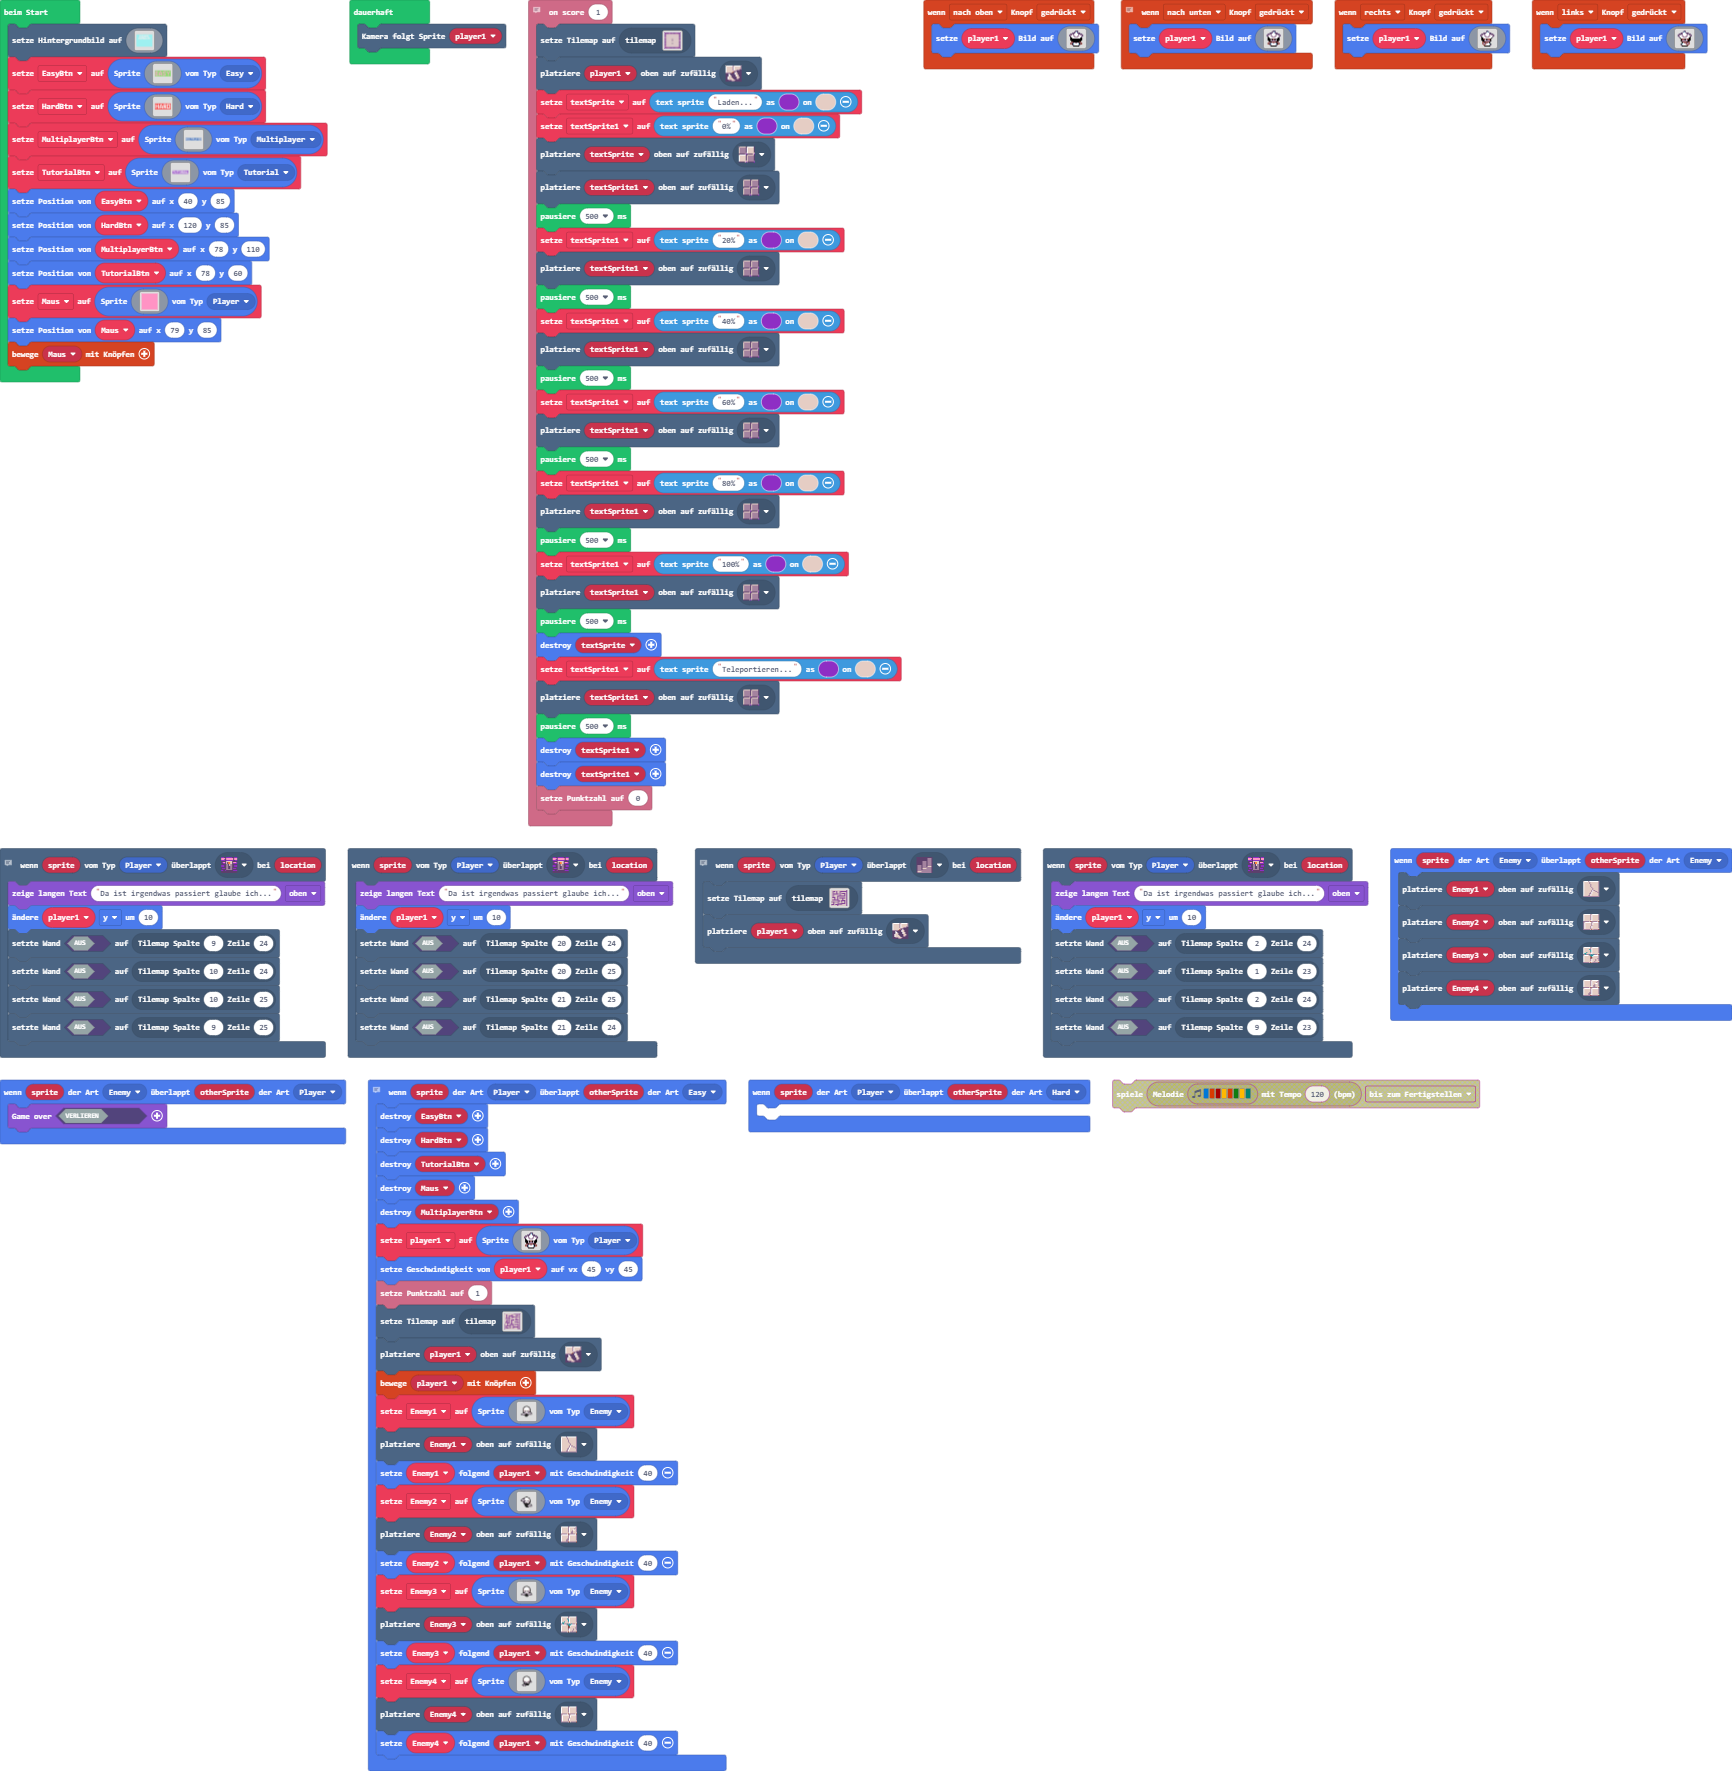 beim Start
setze Hintergrundbild auf
setze EasyBtn auf Sprite vom Typ Easy
setze HardBtn auf Sprite vom Typ Hard
setze MultiplayerBtn auf Sprite vom Typ Multiplayer
setze TutorialBtn auf Sprite vom Typ Tutorial
setze Position von EasyBtn auf x 40 y 85
setze Position von HardBtn auf x 120 y 85
setze Position von MultiplayerBtn auf x 78 y 110
setze Position von TutorialBtn auf x 78 y 60
setze Maus auf Sprite vom Typ Player
setze Position von Maus auf x 79 y 85
bewege Maus mit Knöpfen
dauerhaft
Kamera folgt Sprite player1
on score 1
setze Tilemap auf tilemap
platziere player1 oben auf zufällig
setze textSprite auf text sprite "Laden..." as on
setze textSprite1 auf text sprite "0%" as on
platziere textSprite oben auf zufällig
platziere textSprite1 oben auf zufällig
pausiere 500 ms
setze textSprite1 auf text sprite "20%" as on
platziere textSprite1 oben auf zufällig
pausiere 500 ms
setze textSprite1 auf text sprite "40%" as on
platziere textSprite1 oben auf zufällig
pausiere 500 ms
setze textSprite1 auf text sprite "60%" as on
platziere textSprite1 oben auf zufällig
pausiere 500 ms
setze textSprite1 auf text sprite "80%" as on
platziere textSprite1 oben auf zufällig
pausiere 500 ms
setze textSprite1 auf text sprite "100%" as on
platziere textSprite1 oben auf zufällig
pausiere 500 ms
destroy textSprite
setze textSprite1 auf text sprite "Teleportieren..." as on
platziere textSprite1 oben auf zufällig
pausiere 500 ms
destroy textSprite1
destroy textSprite1
setze Punktzahl auf 0
wenn nach oben Knopf gedrückt
setze player1 Bild auf
wenn nach unten Knopf gedrückt
setze player1 Bild auf
wenn rechts Knopf gedrückt
setze player1 Bild auf
wenn links Knopf gedrückt
setze player1 Bild auf
wenn sprite vom Typ Player überlappt bei location
zeige langen Text "Da ist irgendwas passiert glaube ich..." oben
ändere player1 y um 10
setzte Wand AUS auf Tilemap Spalte 9 Zeile 24
setzte Wand AUS auf Tilemap Spalte 10 Zeile 24
setzte Wand AUS auf Tilemap Spalte 10 Zeile 25
setzte Wand AUS auf Tilemap Spalte 9 Zeile 25
wenn sprite vom Typ Player überlappt bei location
zeige langen Text "Da ist irgendwas passiert glaube ich..." oben
ändere player1 y um 10
setzte Wand AUS auf Tilemap Spalte 20 Zeile 24
setzte Wand AUS auf Tilemap Spalte 20 Zeile 25
setzte Wand AUS auf Tilemap Spalte 21 Zeile 25
setzte Wand AUS auf Tilemap Spalte 21 Zeile 24
wenn sprite vom Typ Player überlappt bei location
setze Tilemap auf tilemap
platziere player1 oben auf zufällig
wenn sprite vom Typ Player überlappt bei location
zeige langen Text "Da ist irgendwas passiert glaube ich..." oben
ändere player1 y um 10
setzte Wand AUS auf Tilemap Spalte 2 Zeile 24
setzte Wand AUS auf Tilemap Spalte 1 Zeile 23
setzte Wand AUS auf Tilemap Spalte 2 Zeile 24
setzte Wand AUS auf Tilemap Spalte 9 Zeile 23
wenn sprite der Art Enemy überlappt otherSprite der Art Enemy
platziere Enemy1 oben auf zufällig
platziere Enemy2 oben auf zufällig
platziere Enemy3 oben auf zufällig
platziere Enemy4 oben auf zufällig
wenn sprite der Art Enemy überlappt otherSprite der Art Player
Game over VERLIEREN
wenn sprite der Art Player überlappt otherSprite der Art Easy
destroy EasyBtn
destroy HardBtn
destroy TutorialBtn
destroy Maus
destroy MultiplayerBtn
setze player1 auf Sprite vom Typ Player
setze Geschwindigkeit von player1 auf vx 45 vy 45
setze Punktzahl auf 1
setze Tilemap auf tilemap
platziere player1 oben auf zufällig
bewege player1 mit Knöpfen
setze Enemy1 auf Sprite vom Typ Enemy
platziere Enemy1 oben auf zufällig
setze Enemy1 folgend player1 mit Geschwindigkeit 40
setze Enemy2 auf Sprite vom Typ Enemy
platziere Enemy2 oben auf zufällig
setze Enemy2 folgend player1 mit Geschwindigkeit 40
setze Enemy3 auf Sprite vom Typ Enemy
platziere Enemy3 oben auf zufällig
setze Enemy3 folgend player1 mit Geschwindigkeit 40
setze Enemy4 auf Sprite vom Typ Enemy
platziere Enemy4 oben auf zufällig
setze Enemy4 folgend player1 mit Geschwindigkeit 40
wenn sprite der Art Player überlappt otherSprite der Art Hard
spiele Melodie mit Tempo 120 (bpm) bis zum Fertigstellen